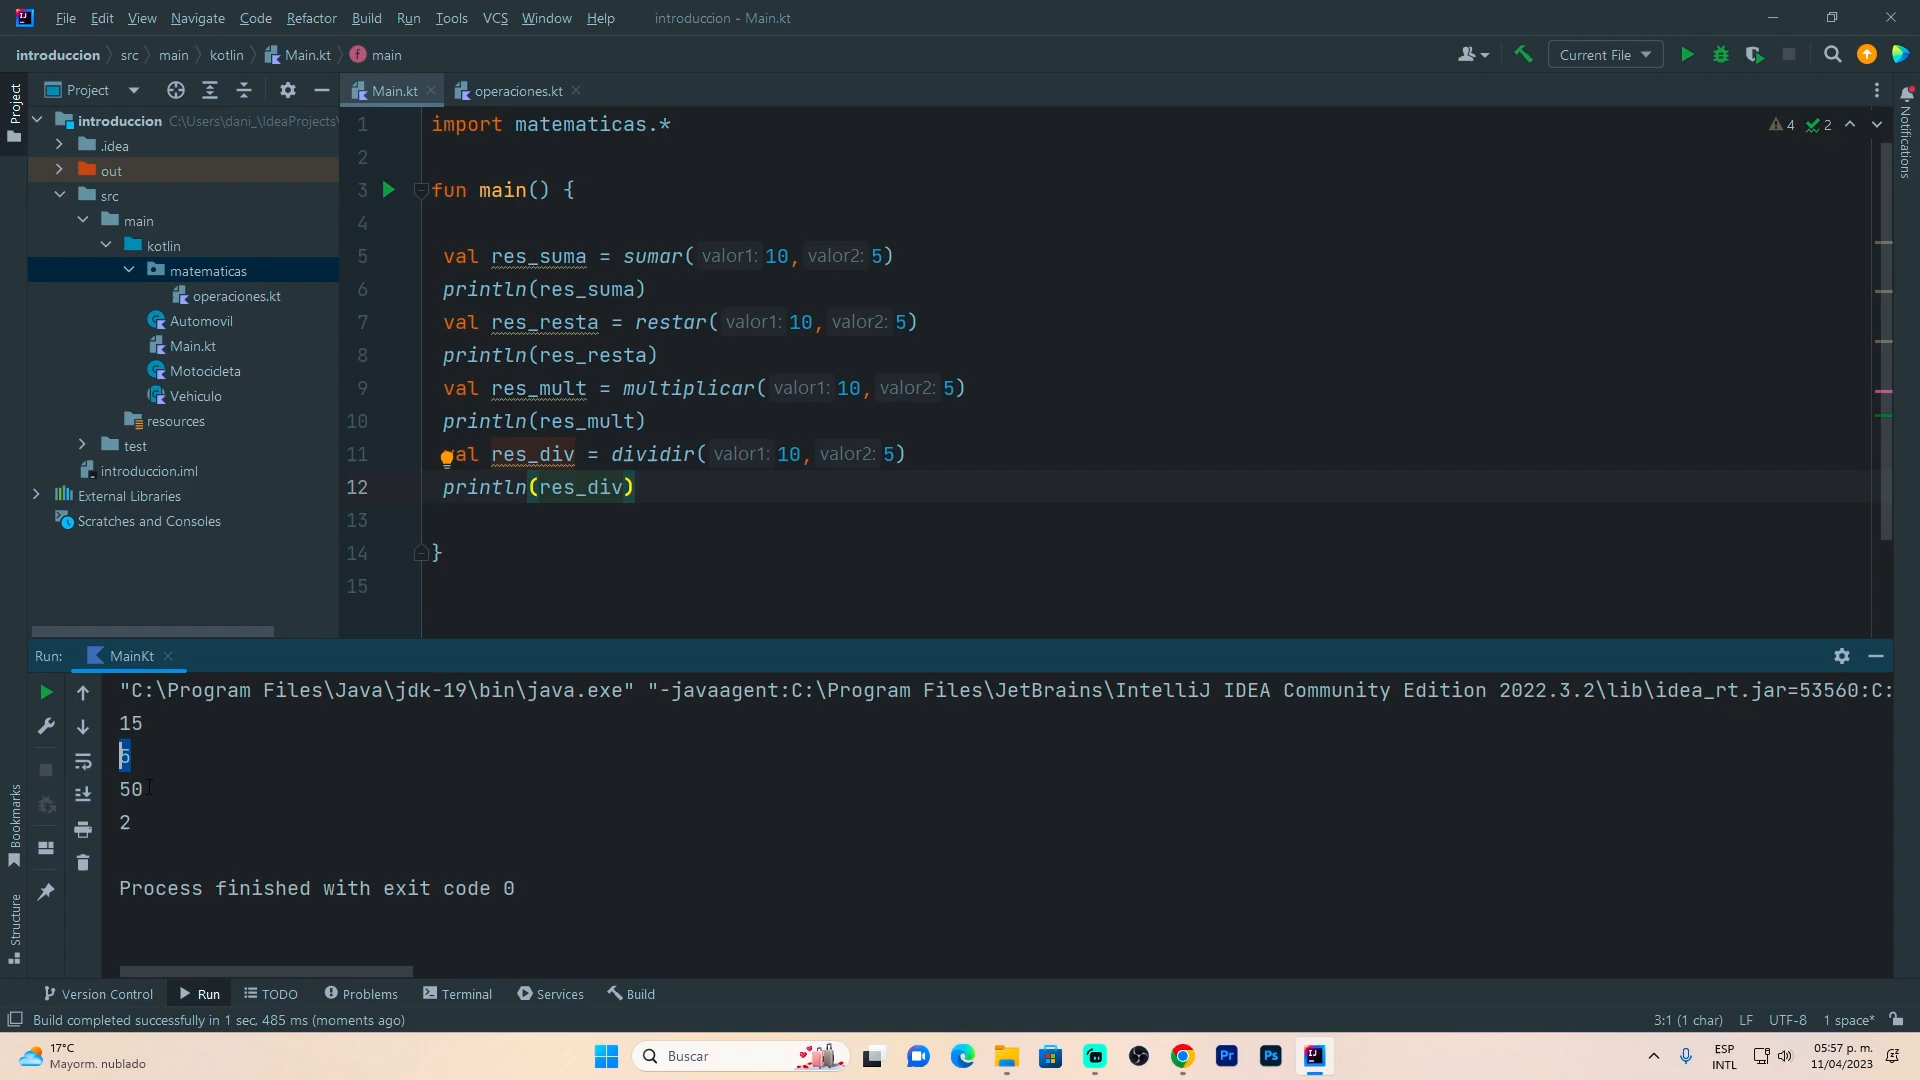 File Edit View Navigate Code Refactor Build Run Tools VCS Window Help introduccion - Main.kt
introduccion src main kotlin Main.kt main
Current File
Project
Main.kt
operaciones.kt
Project
Notifications
introduccion C:\Users\dani_\IdeaProjects\
.idea
out
src
main
kotlin
matematicas
operaciones.kt
Automovil
Main.kt
Motocicleta
Vehiculo
resources
test
introduccion.iml
External Libraries
Scratches and Consoles
4 2
1 import matematicas.*
2
3 fun main() {
4
5 val res_suma = sumar( valor1: 10, valor2: 5)
6 println(res_suma)
7 val res_resta = restar( valor1: 10, valor2: 5)
8 println(res_resta)
9 val res_mult = multiplicar( valor1: 10, valor2: 5)
10 println(res_mult)
11 val res_div = dividir( valor1: 10, valor2: 5)
12 println(res_div)
13
14 }
15
Run: MainKt
"C:\Program Files\Java\jdk-19\bin\java.exe" "-javaagent:C:\Program Files\JetBrains\IntelliJ IDEA Community Edition 2022.3.2\lib\idea_rt.jar=53560:C:
15
5
50
2
Process finished with exit code 0
Bookmarks
Structure
Version Control Run TODO Problems Terminal Services Build
Build completed successfully in 1 sec, 485 ms (moments ago)
3:1 (1 char) LF UTF-8 1 space*
17°C
Mayorm. nublado
Buscar
Pr
Ps
ESP
INTL
05:57 p. m.
11/04/2023